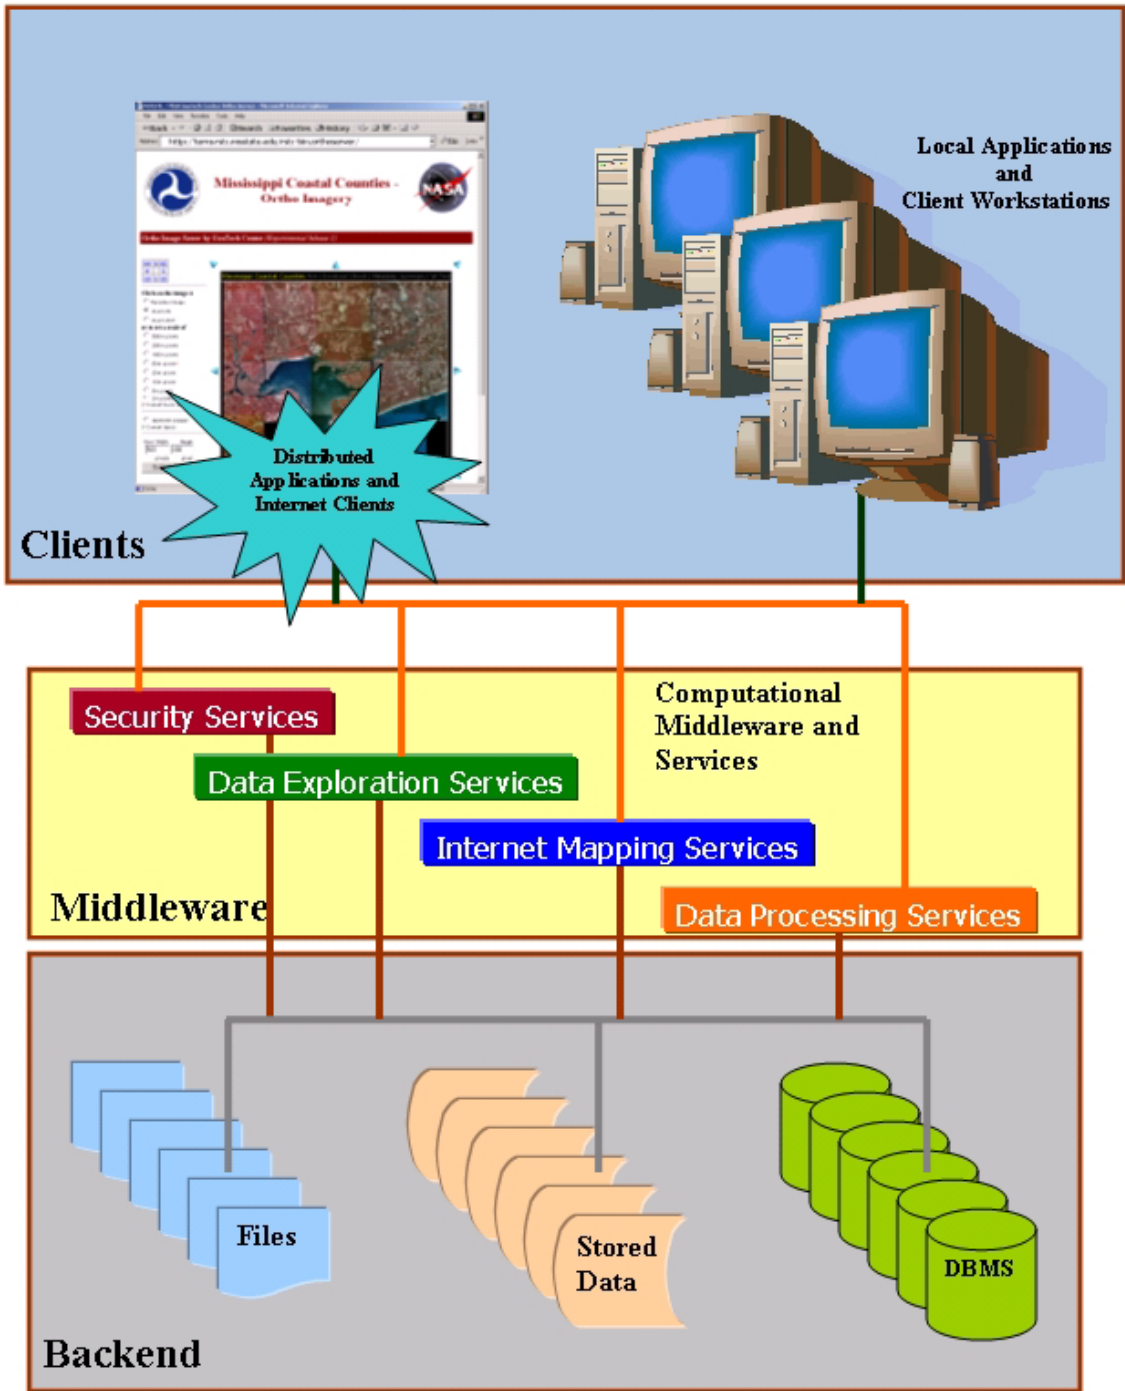 Mississippi Coastal Counties -
Ortho Imagery
NASA
Local Applications
and
Client Workstations
Distributed
Applications and
Internet Clients
Clients
Security Services
Computational
Middleware and
Services
Data Exploration Services
Internet Mapping Services
Middleware
Data Processing Services
Files
Stored
Data
DBMS
Backend